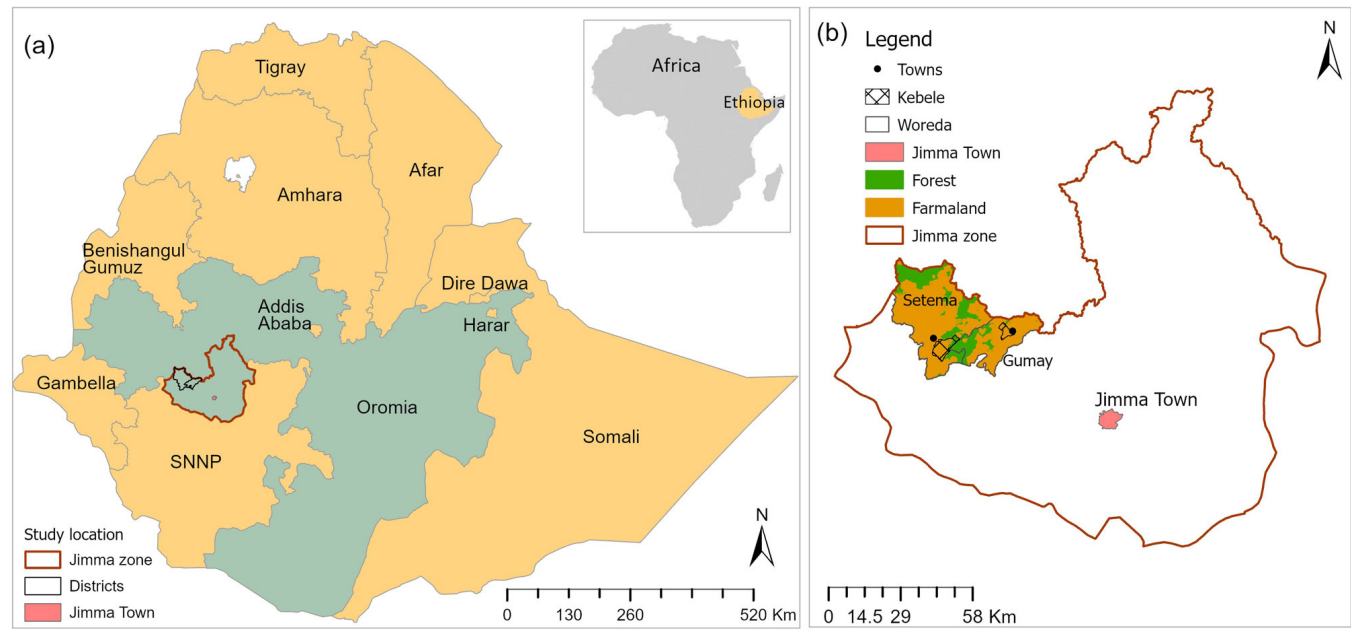 (a)
Tigray
Afar
Amhara
Benishangul
Gumuz
Dire Dawa
Addis
Ababa
Harar
Gambella
Oromia
Somali
SNNP
Africa
Ethiopia
Study location
Jimma zone
Districts
Jimma Town
N
0 130 260 520 Km
(b)
Legend
Towns
Kebele
Woreda
Jimma Town
Forest
Farmaland
Jimma zone
N
Setema
Gumay
Jimma Town
0 14.5 29 58 Km